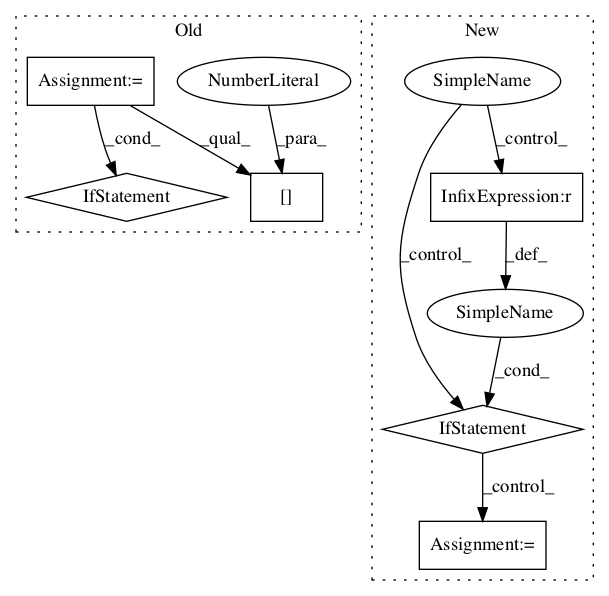 Old
New
Assignment:=
NumberLiteral
SimpleName
_cond_
_qual_
_para_
_control_
IfStatement
[]
InfixExpression:r
_control_
_def_
SimpleName
_cond_
IfStatement
_control_
Assignment:=